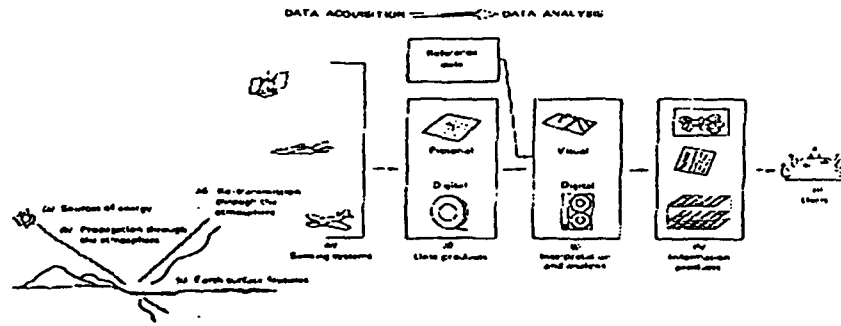 DATA ACQUISITION
DATA ANALYSIS
Reference
data
Pictorial
Visual
Digital
Digital
Re-transmission
through the
atmosphere
Sources of energy
Propagation through
the atmosphere
Earth surface features
Sensing systems
products
Interpretation
and analysis
Information
products
Users